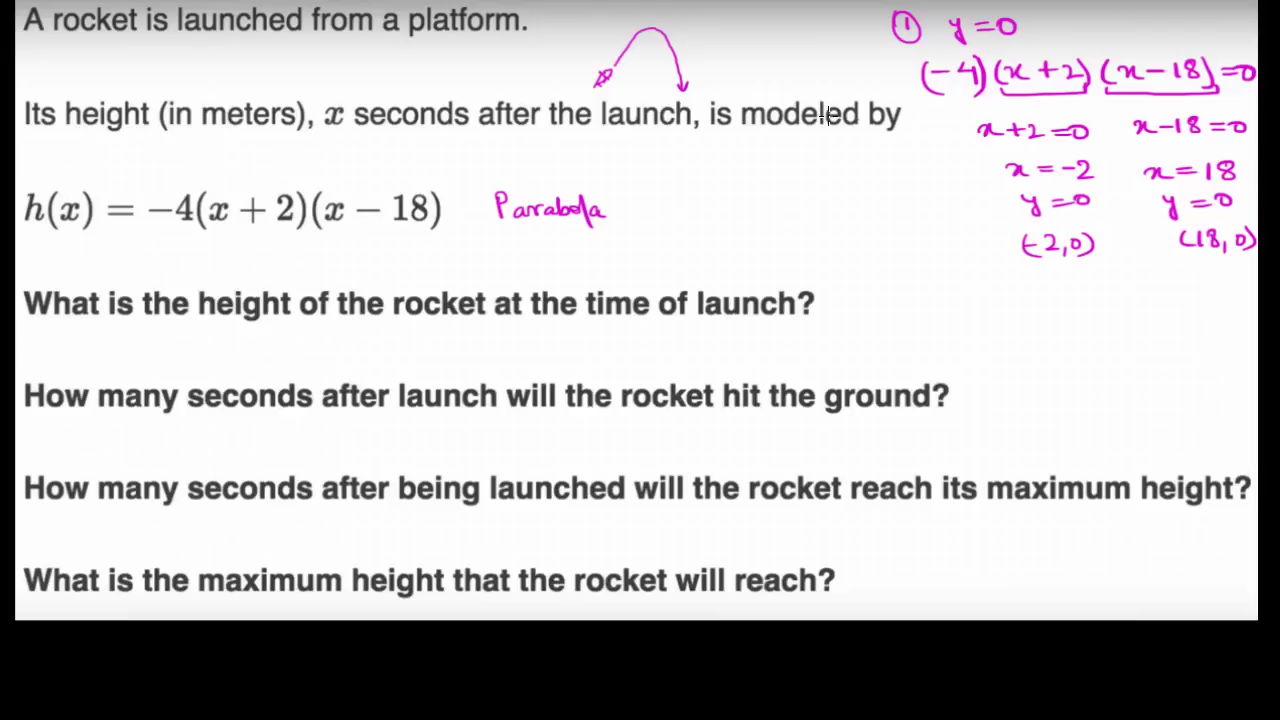 A rocket is launched from a platform.
① y = 0
(-4)(x+2)(x-18) = 0
Its height (in meters), x seconds after the launch, is modeled by
x+2 = 0 x-18 = 0
x = -2 x = 18
h(x) = −4(x + 2)(x − 18) Parabola
y = 0 y = 0
(-2,0) (18,0)
What is the height of the rocket at the time of launch?
How many seconds after launch will the rocket hit the ground?
How many seconds after being launched will the rocket reach its maximum height?
What is the maximum height that the rocket will reach?